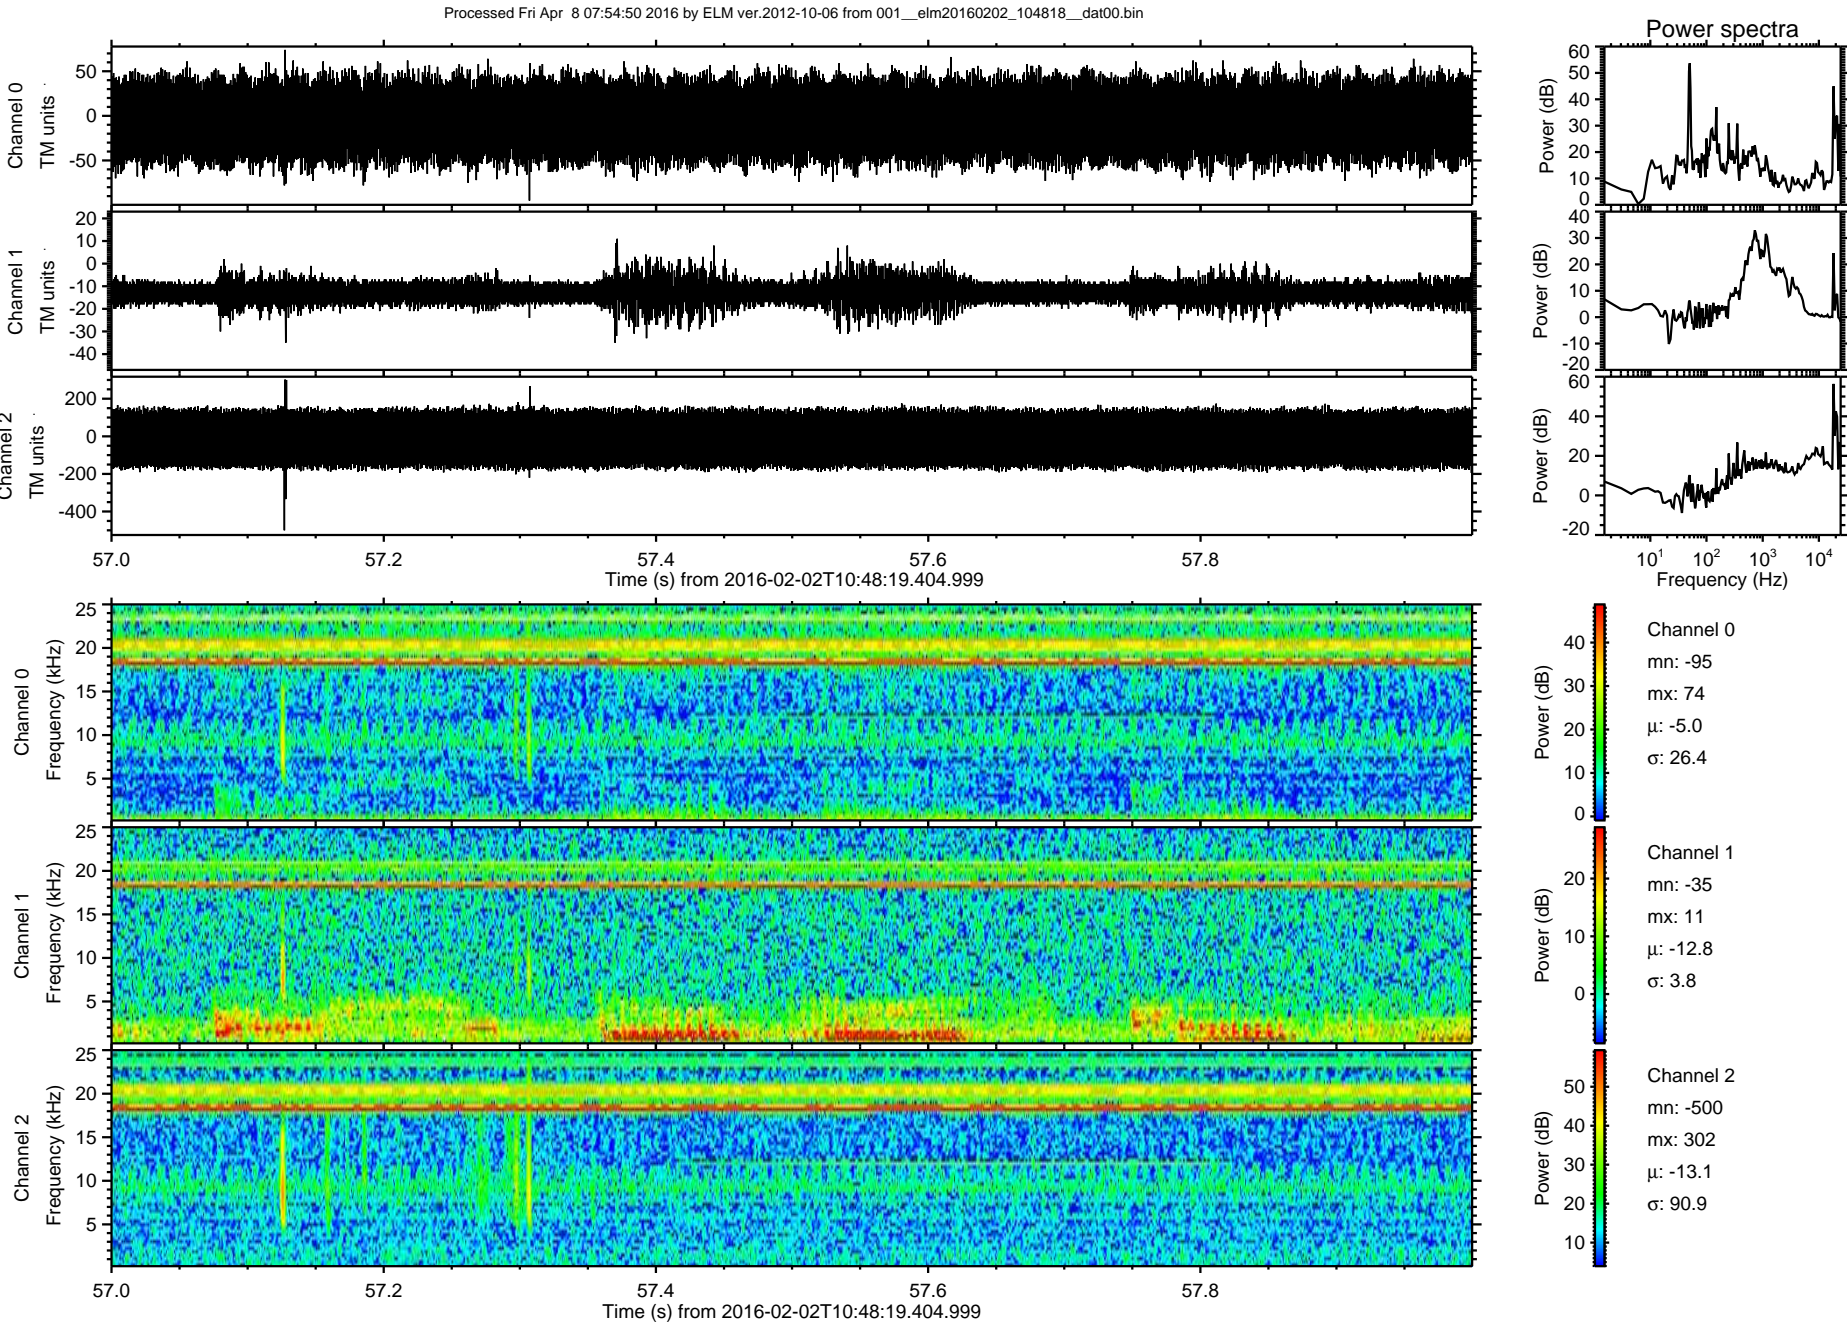 Processed Fri Apr 8 07:54:50 2016 by ELM ver.2012-10-06 from 001__elm20160202_104818__dat00.bin
Power spectra
Channel 0
TM units
50
0
-50
Power (dB)
60
50
40
30
20
10
0
Channel 1
TM units
20
10
0
-10
-20
-30
-40
Power (dB)
40
30
20
10
0
-10
-20
Channel 2
TM units
200
0
-200
-400
Power (dB)
60
40
20
0
-20
57.0 57.2 57.4 57.6 57.8
Time (s) from 2016-02-02T10:48:19.404.999
10¹ 10² 10³ 10⁴
Frequency (Hz)
Channel 0
Frequency (kHz)
25
20
15
10
5
Power (dB)
40
30
20
10
0
Channel 0
mn: -95
mx: 74
µ: -5.0
σ: 26.4
Channel 1
Frequency (kHz)
25
20
15
10
5
Power (dB)
20
10
0
Channel 1
mn: -35
mx: 11
µ: -12.8
σ: 3.8
Channel 2
Frequency (kHz)
25
20
15
10
5
Power (dB)
50
40
30
20
10
Channel 2
mn: -500
mx: 302
µ: -13.1
σ: 90.9
57.0 57.2 57.4 57.6 57.8
Time (s) from 2016-02-02T10:48:19.404.999